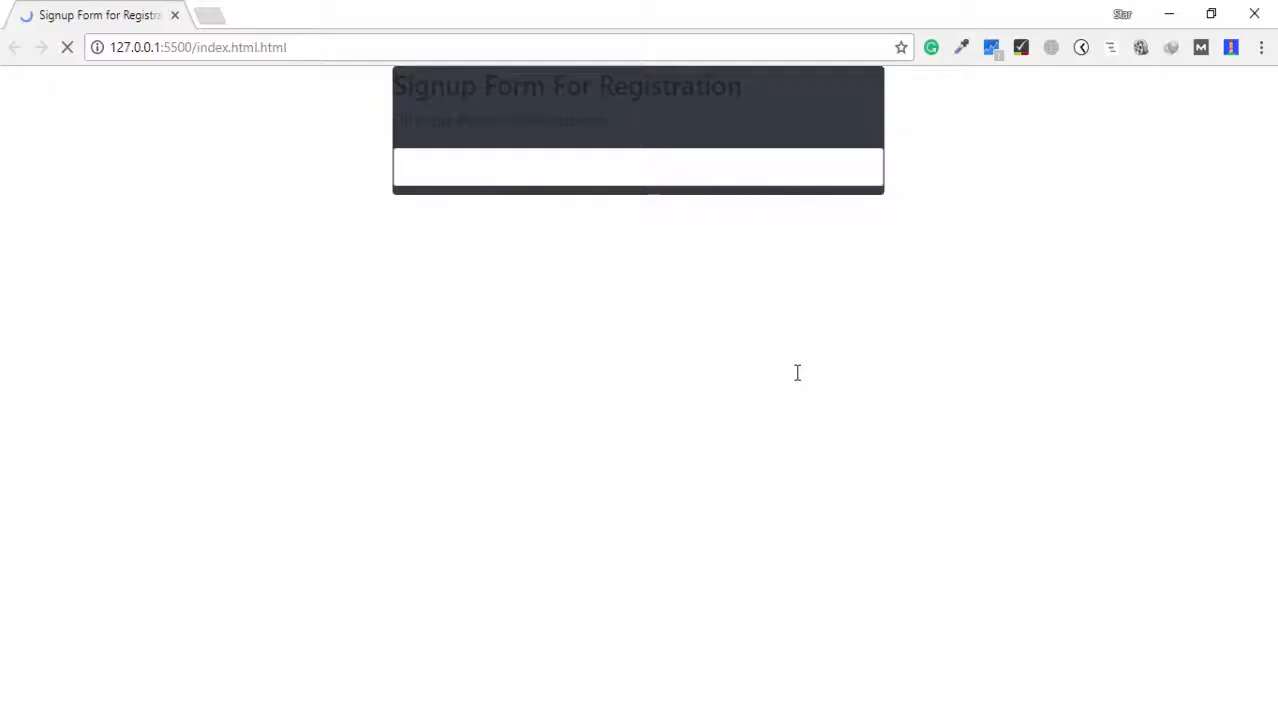 Signup Form for Registra
Star
127.0.0.1:5500/index.html.html
Signup Form For Registration